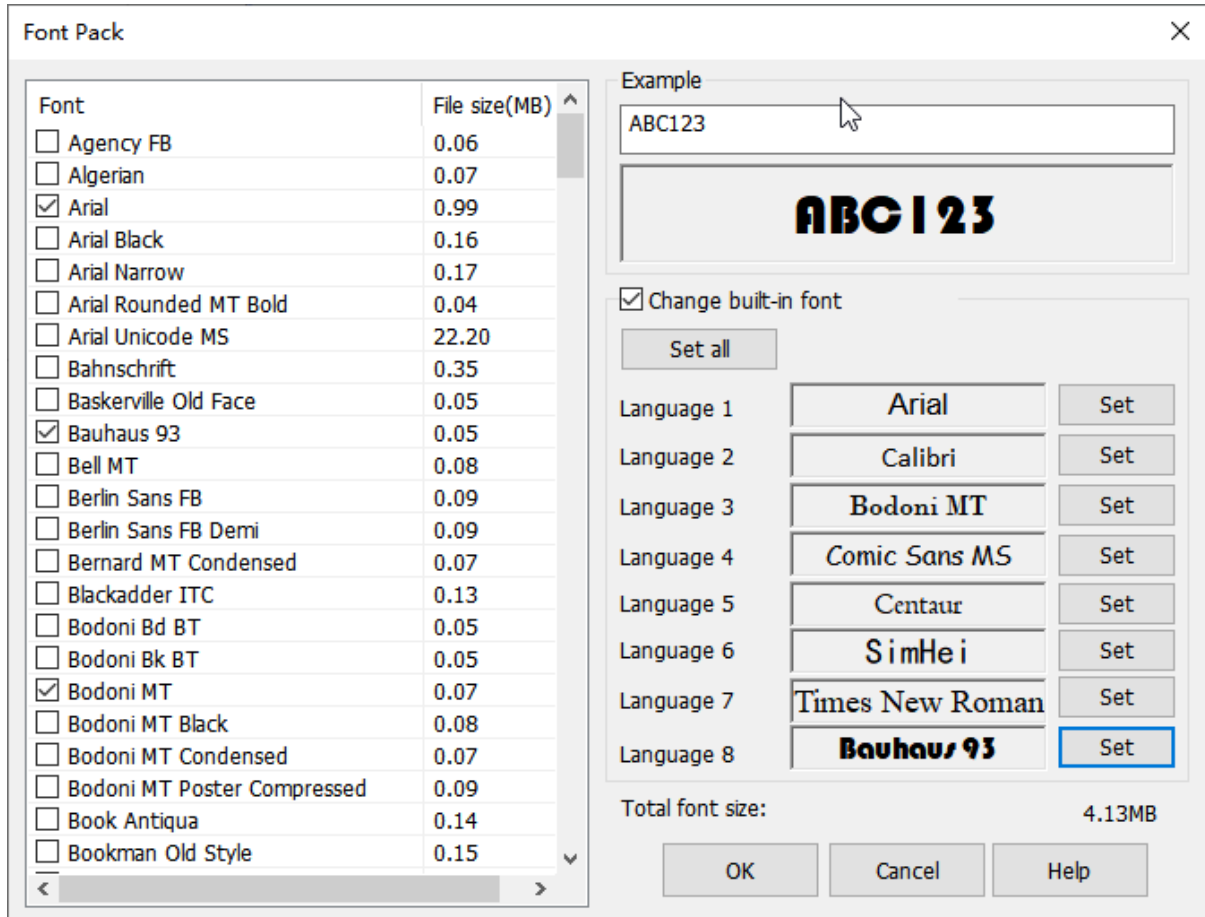 Font Pack
Font File size(MB)
Agency FB 0.06
Algerian 0.07
Arial 0.99
Arial Black 0.16
Arial Narrow 0.17
Arial Rounded MT Bold 0.04
Arial Unicode MS 22.20
Bahnschrift 0.35
Baskerville Old Face 0.05
Bauhaus 93 0.05
Bell MT 0.08
Berlin Sans FB 0.09
Berlin Sans FB Demi 0.09
Bernard MT Condensed 0.07
Blackadder ITC 0.13
Bodoni Bd BT 0.05
Bodoni Bk BT 0.05
Bodoni MT 0.07
Bodoni MT Black 0.08
Bodoni MT Condensed 0.07
Bodoni MT Poster Compressed 0.09
Book Antiqua 0.14
Bookman Old Style 0.15
Example
ABC123
ABC123
Change built-in font
Set all
Language 1 Arial Set
Language 2 Calibri Set
Language 3 Bodoni MT Set
Language 4 Comic Sans MS Set
Language 5 Centaur Set
Language 6 SimHei Set
Language 7 Times New Roman Set
Language 8 Bauhaus 93 Set
Total font size: 4.13MB
OK Cancel Help